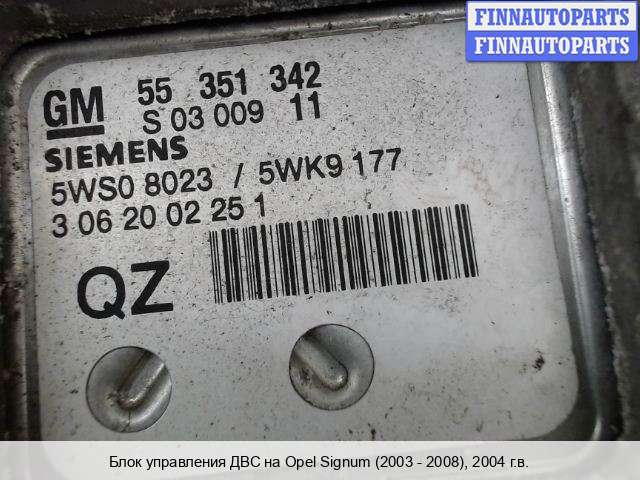 FINNAUTOPARTS
FINNAUTOPARTS
GM 55 351 342
S 03 009 11
SIEMENS
5WS0 8023 / 5WK9 177
3 06 20 02 25 1
QZ
Блок управления ДВС на Opel Signum (2003 - 2008), 2004 г.в.